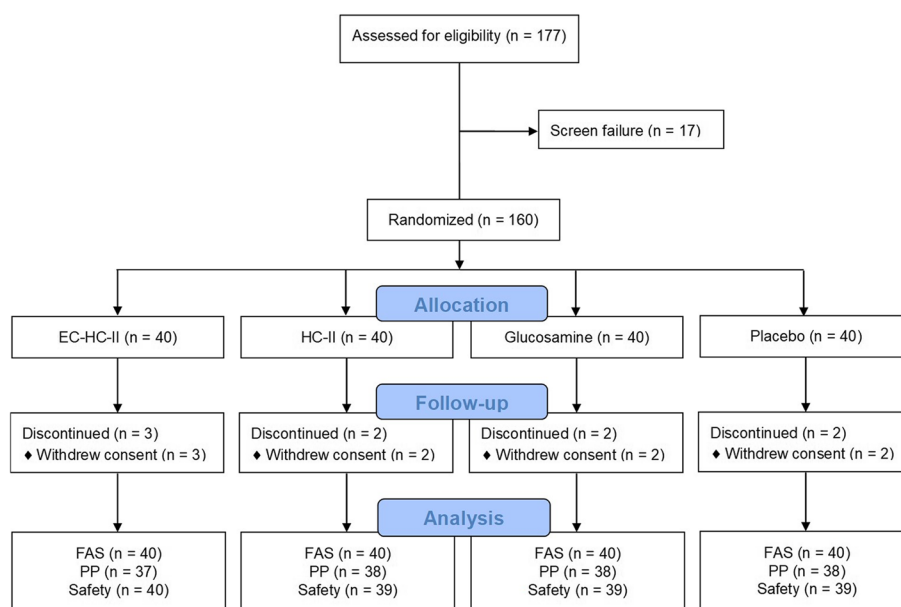 Assessed for eligibility (n = 177)
Screen failure (n = 17)
Randomized (n = 160)
Allocation
EC-HC-II (n = 40)
HC-II (n = 40)
Glucosamine (n = 40)
Placebo (n = 40)
Follow-up
Discontinued (n = 3)
♦ Withdrew consent (n = 3)
Discontinued (n = 2)
♦ Withdrew consent (n = 2)
Discontinued (n = 2)
♦ Withdrew consent (n = 2)
Discontinued (n = 2)
♦ Withdrew consent (n = 2)
Analysis
FAS (n = 40)
PP (n = 37)
Safety (n = 40)
FAS (n = 40)
PP (n = 38)
Safety (n = 39)
FAS (n = 40)
PP (n = 38)
Safety (n = 39)
FAS (n = 40)
PP (n = 38)
Safety (n = 39)